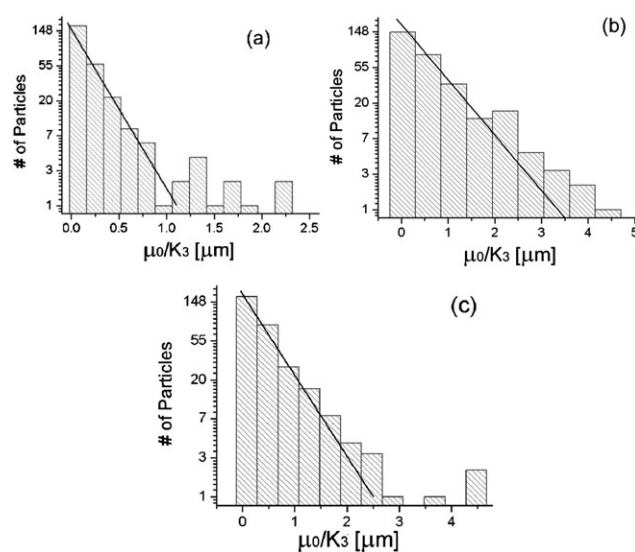 (a)
# of Particles
148
55
20
7
3
1
0.0 0.5 1.0 1.5 2.0 2.5
μ₀/K₃ [μm]
(b)
# of Particles
148
55
20
7
3
1
0 1 2 3 4 5
μ₀/K₃ [μm]
(c)
# of Particles
148
55
20
7
3
1
0 1 2 3 4
μ₀/K₃ [μm]